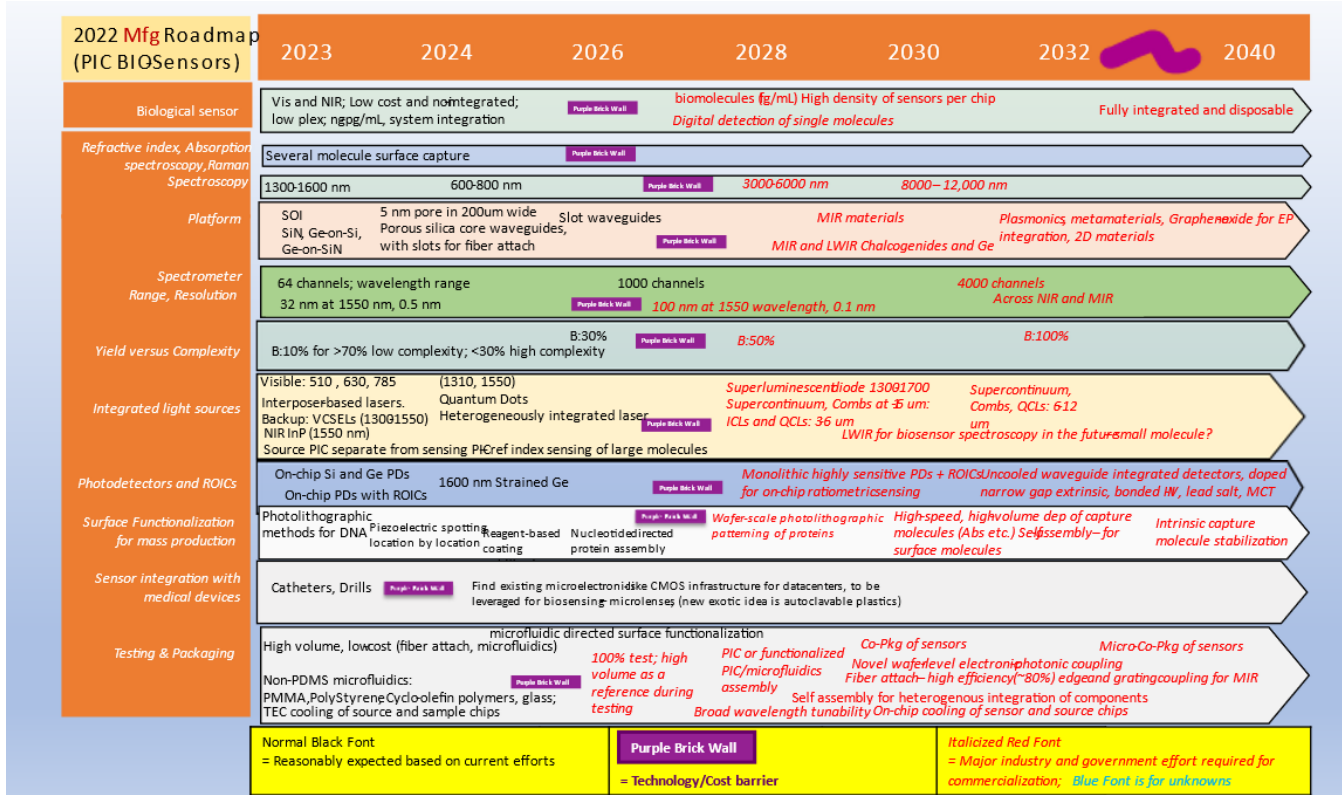 2022 Mfg Roadmap
(PIC BIO-Sensors)
2023
2024
2026
2028
2030
2032
2040
Biological sensor
Vis and NIR; Low cost and non-integrated;
low plex; ng-pg/mL, system integration
Purple Brick Wall
biomolecules (fg/mL) High density of sensors per chip
Digital detection of single molecules
Fully integrated and disposable
Refractive index, Absorption
spectroscopy,Raman
Spectroscopy
Several molecule surface capture
Purple Brick Wall
1300-1600 nm
600-800 nm
Purple Brick Wall
3000-6000 nm
8000– 12,000 nm
Platform
SOI
SiN, Ge-on-Si,
Ge-on-SiN
5 nm pore in 200um wide
Porous silica core waveguides,
with slots for fiber attach
Slot waveguides
Purple Brick Wall
MIR materials
MIR and LWIR Chalcogenides and Ge
Plasmonics, metamaterials, Graphene-oxide for EP
integration, 2D materials
Spectrometer
Range, Resolution
64 channels; wavelength range
32 nm at 1550 nm, 0.5 nm
1000 channels
Purple Brick Wall
100 nm at 1550 wavelength, 0.1 nm
4000 channels
Across NIR and MIR
Yield versus Complexity
B:10% for >70% low complexity; <30% high complexity
B:30%
Purple Brick Wall
B:50%
B:100%
Integrated light sources
Visible: 510 , 630, 785
Interposer-based lasers.
Backup: VCSELs (1300-1550)
NIR InP (1550 nm)
Source PIC separate from sensing PIC-ref index sensing of large molecules
(1310, 1550)
Quantum Dots
Heterogeneously integrated laser
Purple Brick Wall
Superluminescent diode 1300-1700
Supercontinuum, Combs at um:
ICLs and QCLs: 3-6 um
Supercontinuum,
Combs, QCLs: 6-12
um
LWIR for biosensor spectroscopy in the future–small molecule?
Photodetectors and ROICs
On-chip Si and Ge PDs
On-chip PDs with ROICs
1600 nm Strained Ge
Purple Brick Wall
Monolithic highly sensitive PDs + ROICs
for on-chip ratiometric sensing
Uncooled waveguide integrated detectors, doped
narrow gap extrinsic, bonded lead salt, MCT
Surface Functionalization
for mass production
Photolithographic
methods for DNA
Piezoelectric spotting
location by location
Reagent-based
coating
Nucleotide-directed
protein assembly
Purple Brick Wall
Wafer-scale photolithographic
patterning of proteins
High-speed, high-volume dep of capture
molecules (Abs etc.) Self-assembly–for
surface molecules
Intrinsic capture
molecule stabilization
Sensor integration with
medical devices
Catheters, Drills
Purple Brick Wall
Find existing microelectronic-like CMOS infrastructure for datacenters, to be
leveraged for biosensing–microlenses, (new exotic idea is autoclavable plastics)
Testing & Packaging
microfluidic directed surface functionalization
High volume, low-cost (fiber attach, microfluidics)
Non-PDMS microfluidics:
PMMA,PolyStyrene-Cyclo-olefin polymers, glass;
TEC cooling of source and sample chips
Purple Brick Wall
100% test; high
volume as a
reference during
testing
PIC or functionalized
PIC/microfluidics
assembly
Broad wavelength tunability
Co-Pkg of sensors
Novel wafer-level electronic-photonic coupling
Fiber attach– high efficiency(~80%) edge and grating coupling for MIR
Self assembly for heterogenous integration of components
On-chip cooling of sensor and source chips
Micro-Co-Pkg of sensors
Normal Black Font
= Reasonably expected based on current efforts
Purple Brick Wall
= Technology/Cost barrier
Italicized Red Font
= Major industry and government effort required for
commercialization; Blue Font is for unknowns